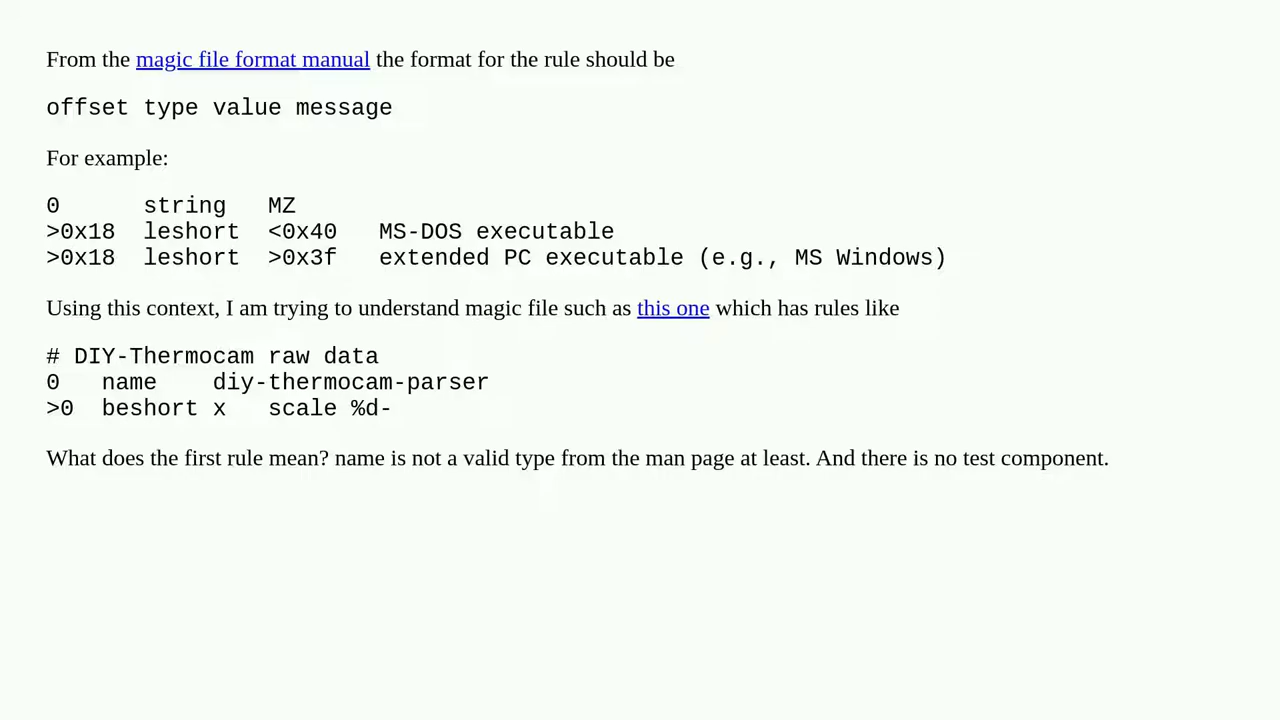 From the magic file format manual the format for the rule should be
offset type value message
For example:
0      string   MZ
>0x18  leshort  <0x40   MS-DOS executable
>0x18  leshort  >0x3f   extended PC executable (e.g., MS Windows)
Using this context, I am trying to understand magic file such as this one which has rules like
# DIY-Thermocam raw data
0   name    diy-thermocam-parser
>0  beshort x   scale %d-
What does the first rule mean? name is not a valid type from the man page at least. And there is no test component.